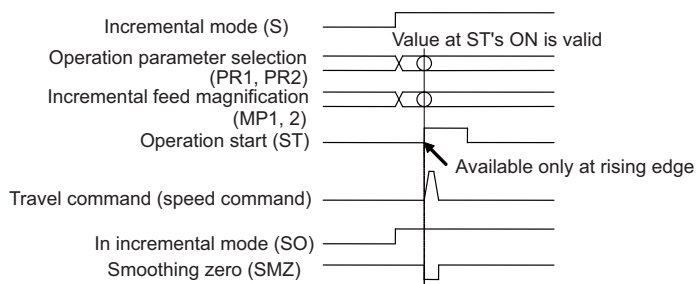 Incremental mode (S)
Value at ST's ON is valid
Operation parameter selection
(PR1, PR2)
Incremental feed magnification
(MP1, 2)
Operation start (ST)
Available only at rising edge
Travel command (speed command)
In incremental mode (SO)
Smoothing zero (SMZ)